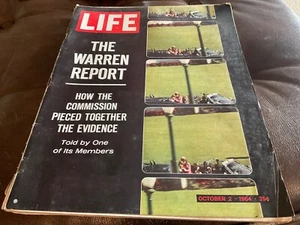 LIFE
THE
WARREN
REPORT
HOW THE
COMMISSION
PIECED TOGETHER
THE EVIDENCE
Told by One
of Its Members
OCTOBER 2 · 1964 · 25¢